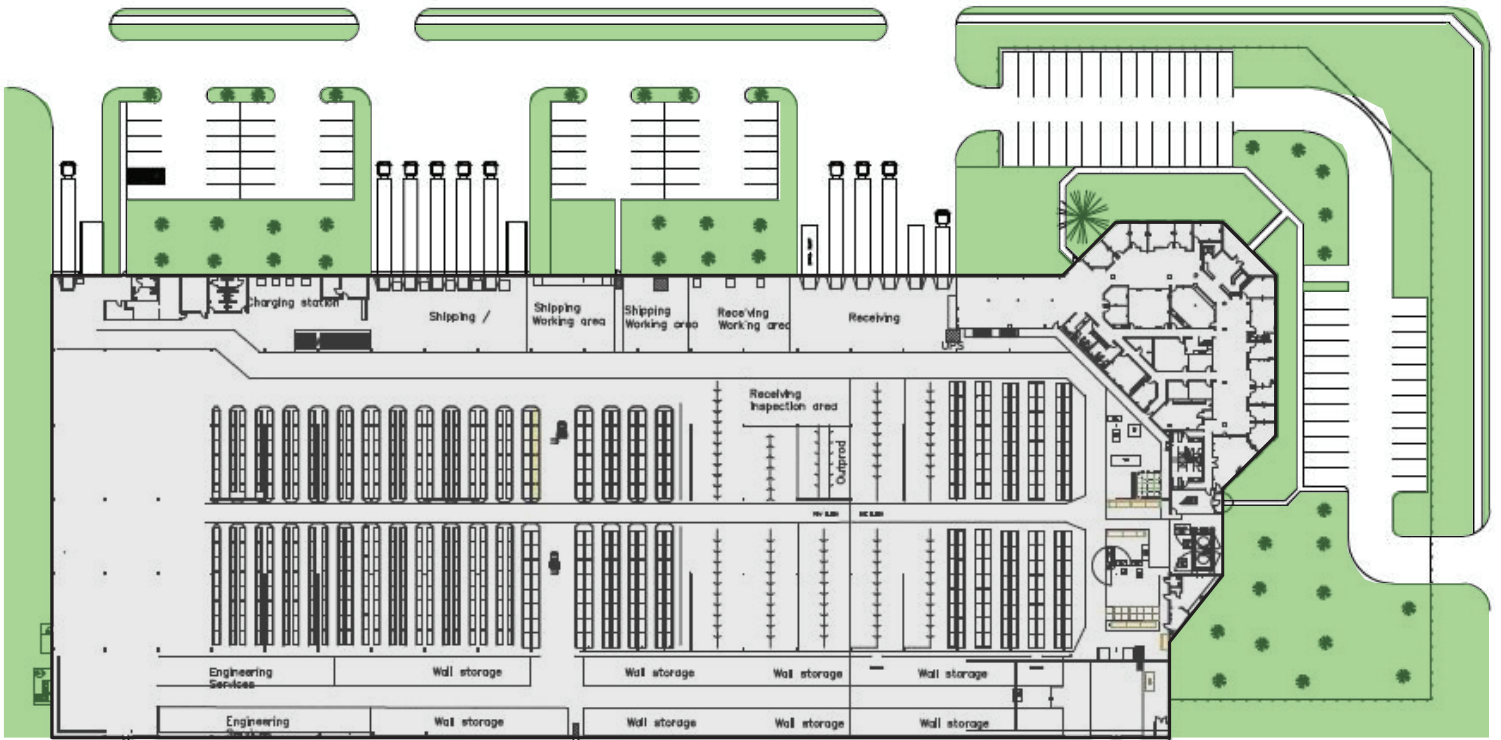 Charging station
Shipping /
Shipping
Working area
Shipping
Working area
Receiving
Working area
Receiving
UPS
Receiving
Inspection area
Outprod
Engineering
Services
Wall storage
Wall storage
Wall storage
Wall storage
Engineering
Services
Wall storage
Wall storage
Wall storage
Wall storage